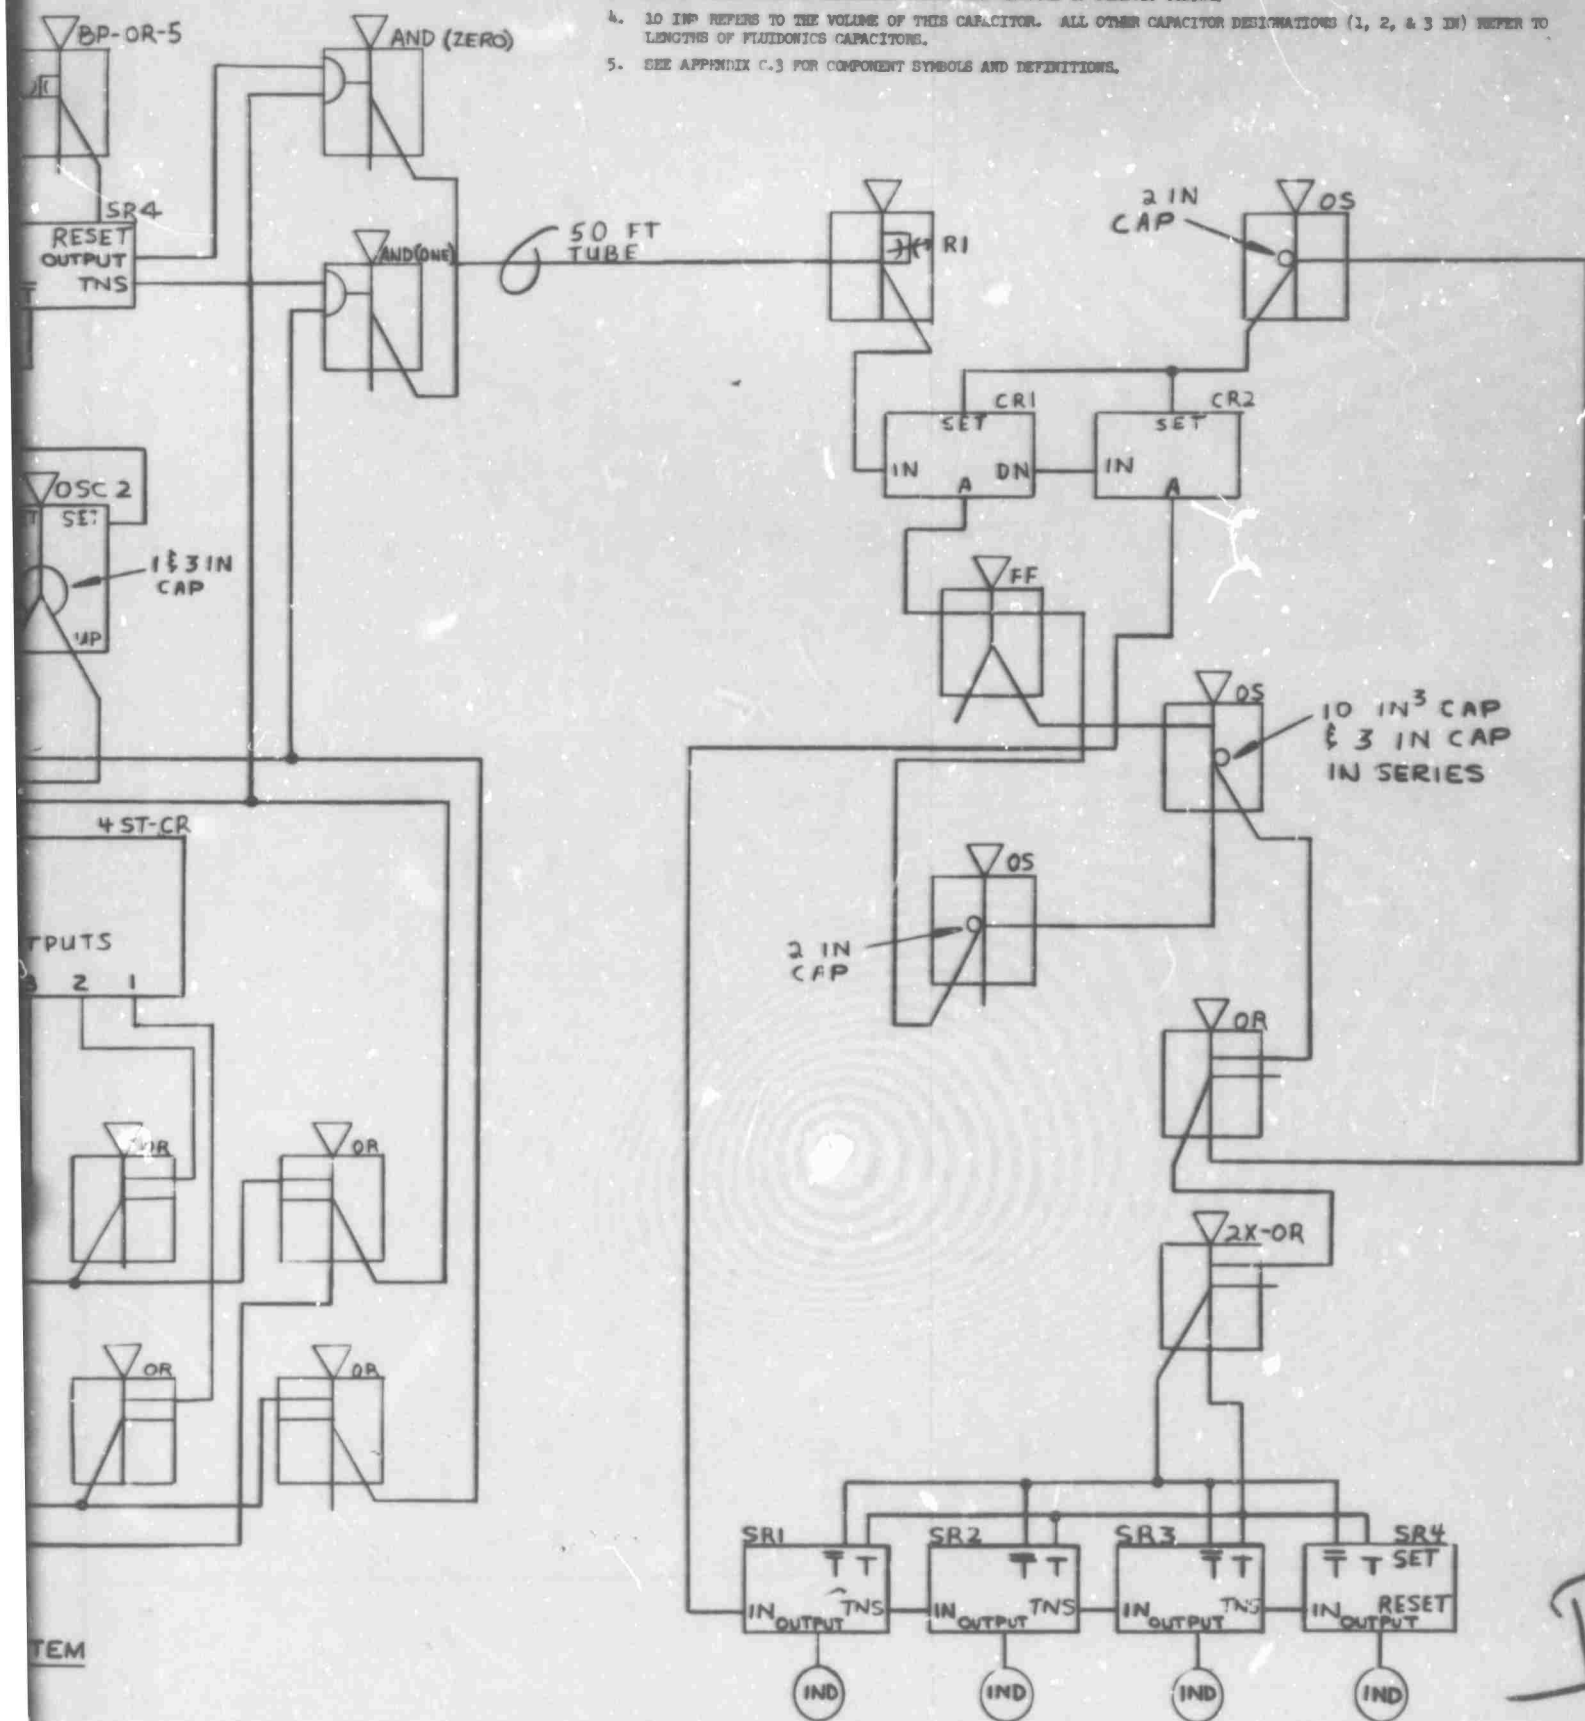 4. 10 IN³ REFERS TO THE VOLUME OF THIS CAPACITOR. ALL OTHER CAPACITOR DESIGNATIONS (1, 2, & 3 IN) REFER TO
LENGTHS OF FLUIDONICS CAPACITORS.
5. SEE APPENDIX C.3 FOR COMPONENT SYMBOLS AND DEFINITIONS.
BP-OR-5
AND (ZERO)
SR4
RESET
OUTPUT
TNS
T
AND(ONE)
50 FT
TUBE
R1
2 IN
CAP
OS
CR1
SET
IN
DN
A
CR2
SET
IN
A
OSC 2
SET
1 & 3 IN
CAP
UP
FF
OS
10 IN³ CAP
& 3 IN CAP
IN SERIES
4 ST-CR
TPUTS
3 2 1
OS
2 IN
CAP
OR
OR
OR
2X-OR
OR
OR
SR1
T̅ T
IN
OUTPUT
TNS
SR2
T̅ T
IN
OUTPUT
TNS
SR3
T̅ T
IN
OUTPUT
TNS
SR4
T̅ T SET
IN
OUTPUT
RESET
TEM
IND
IND
IND
IND